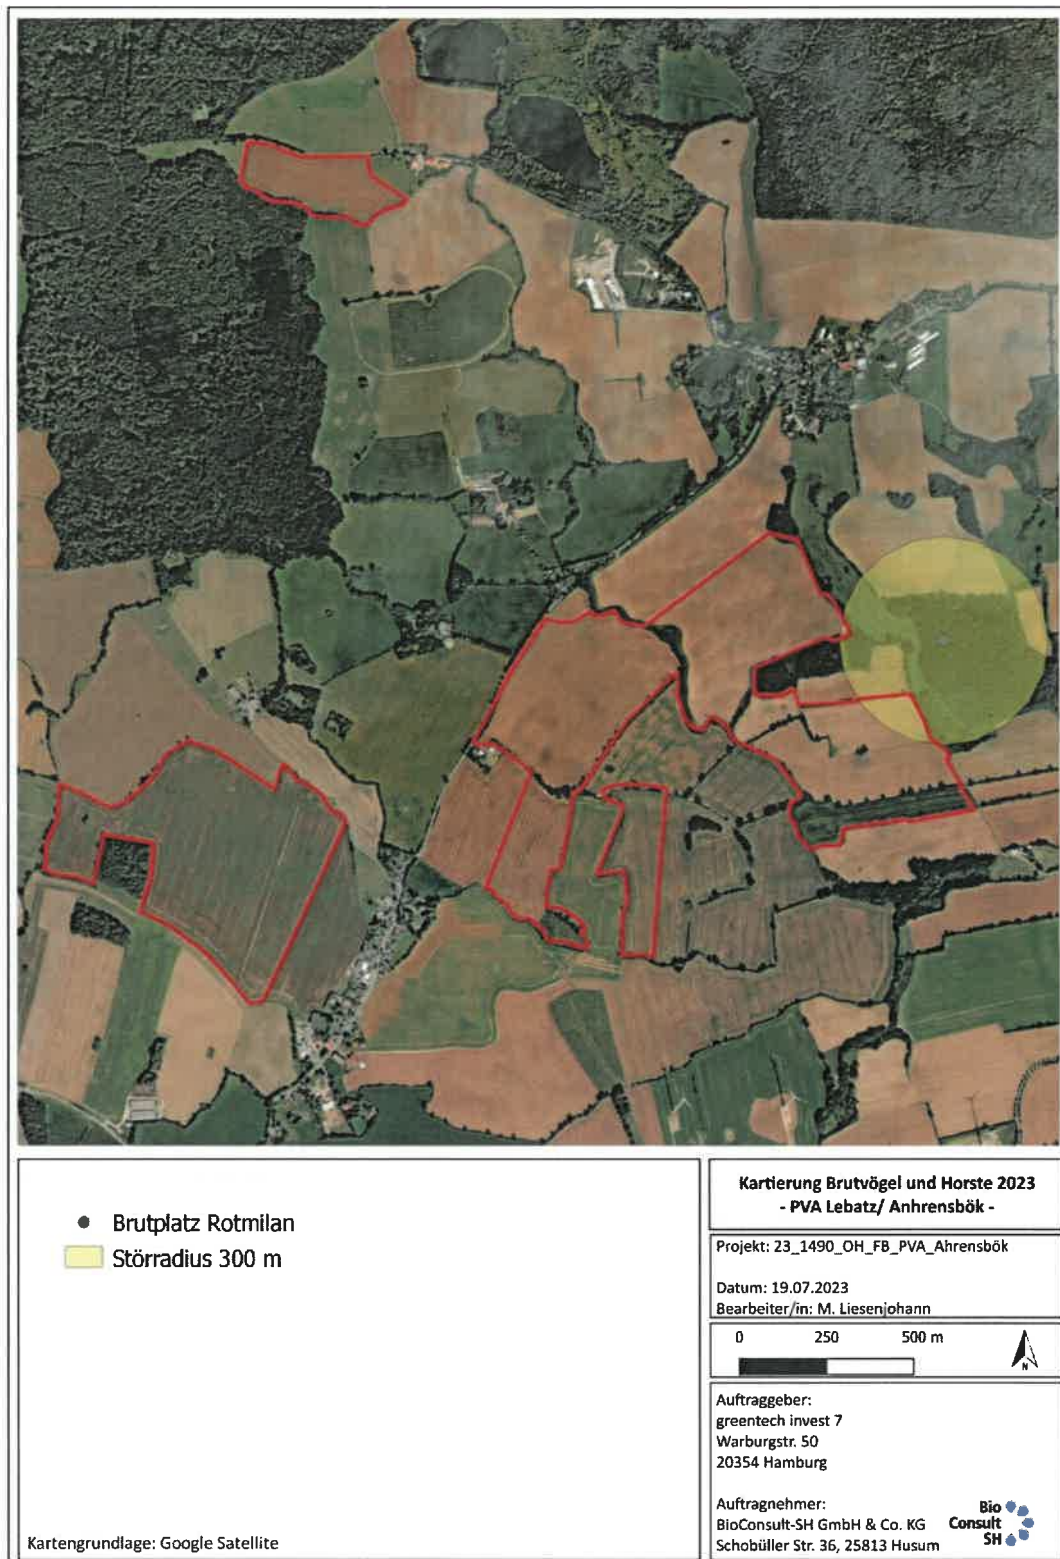 Brutplatz Rotmilan
Störradius 300 m
Kartengrundlage: Google Satellite
Kartierung Brutvögel und Horste 2023
- PVA Lebatz/ Anhrensbök -
Projekt: 23_1490_OH_FB_PVA_Ahrensbök
Datum: 19.07.2023
Bearbeiter/in: M. Liesenjohann
0 250 500 m
N
Auftraggeber:
greentech invest 7
Warburgstr. 50
20354 Hamburg
Auftragnehmer:
BioConsult-SH GmbH & Co. KG
Schobüller Str. 36, 25813 Husum
Bio
Consult
SH